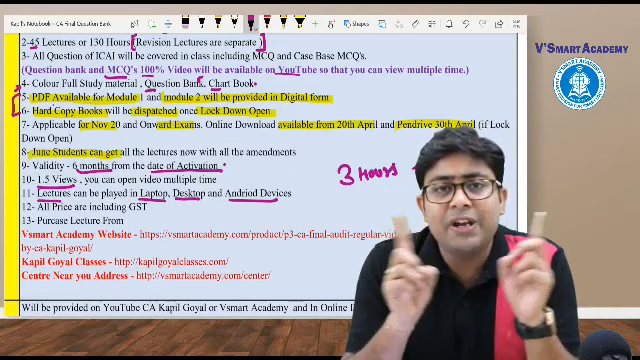 Kapil's Notebook - CA Final Question Bank
Shapes
V'SMART ACADEMY
2-45 Lectures or 130 Hours (Revision Lectures are separate )
3- All Question of ICAI will be covered in class including MCQ and Case Base MCQ's.
(Question bank and MCQ's 100% Video will be available on YouTube so that you can view multiple time.)
4- Colour Full Study material , Question Bank, Chart Book
5- PDF Available for Module 1 and module 2 will be provided in Digital form
6- Hard Copy Books will be dispatched once Lock Down Open
7- Applicable for Nov 20 and Onward Exams. Online Download available from 20th April and Pendrive 30th April (if Lock Down Open)
8- June Students can get all the lectures now with all the amendments
9- Validity - 6 months from the date of Activation.
3 Hours
10- 1.5 Views , you can open video multiple time
11- Lectures can be played in Laptop, Desktop and Andriod Devices
12- All Price are including GST
13- Purcase Lecture From
Vsmart Academy Website - https://vsmartacademy.com/product/p3-ca-final-audit-regular-vid
by-ca-kapil-goyal/
Kapil Goyal Classes - http://kapilgoyalclasses.com/
Centre Near you Address - http://vsmartacademy.com/center/
Will be provided on YouTube CA Kapil Goyal or Vsmart Academy and In Online